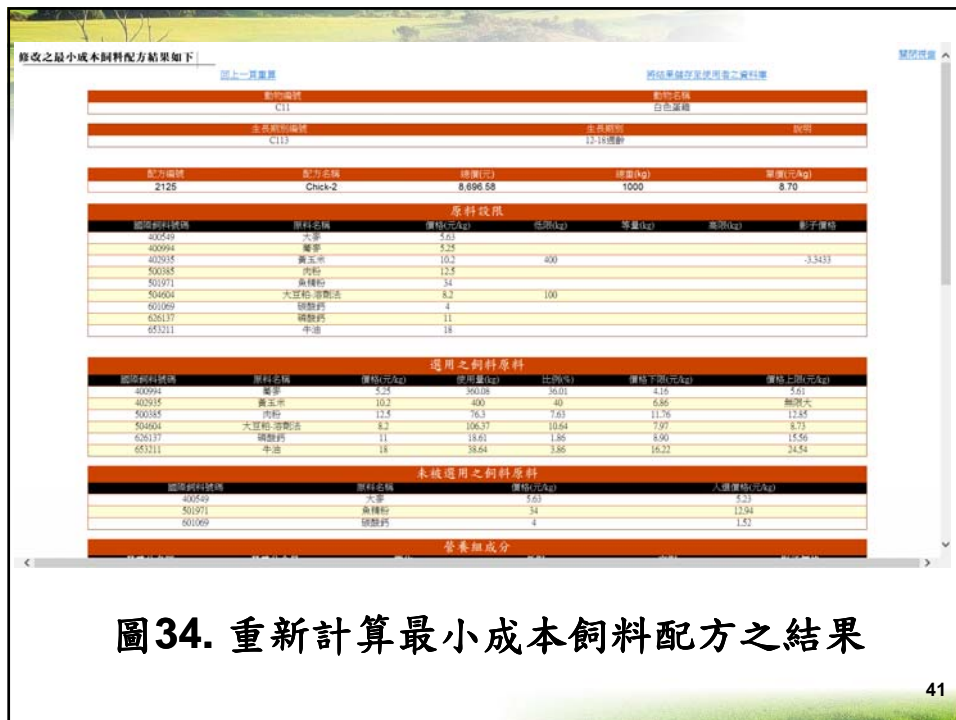 修改之最小成本飼料配方結果如下
關閉視窗
回上一頁重算 將結果儲存至使用者之資料庫
動物編號 動物名稱
C11 白色蛋雞
生長期別編號 生長期別 說明
C113 12-18週齡
配方編號 配方名稱 總價(元) 總重(kg) 單價(元/kg)
2125 Chick-2 8,696.58 1000 8.70
原料設限
國際飼料號碼 原料名稱 價格(元/kg) 低限(kg) 等量(kg) 高限(kg) 影子價格
400549 大麥 5.63
400994 蕎麥 5.25
402935 黃玉米 10.2 400 -3.3433
500385 肉粉 12.5
501971 魚精粉 34
504604 大豆粕-溶劑法 8.2 100
601069 碳酸鈣 4
626137 磷酸鈣 11
653211 牛油 18
選用之飼料原料
國際飼料號碼 原料名稱 價格(元/kg) 使用量(kg) 比例(%) 價格下限(元/kg) 價格上限(元/kg)
400994 蕎麥 5.25 360.08 36.01 4.16 5.61
402935 黃玉米 10.2 400 40 6.86 無限大
500385 肉粉 12.5 76.3 7.63 11.76 12.85
504604 大豆粕-溶劑法 8.2 106.37 10.64 7.97 8.73
626137 磷酸鈣 11 18.61 1.86 8.90 15.56
653211 牛油 18 38.64 3.86 16.22 24.54
未被選用之飼料原料
國際飼料號碼 原料名稱 價格(元/kg) 入選價格(元/kg)
400549 大麥 5.63 5.23
501971 魚精粉 34 12.94
601069 碳酸鈣 4 1.52
營養組成分
圖34. 重新計算最小成本飼料配方之結果
41